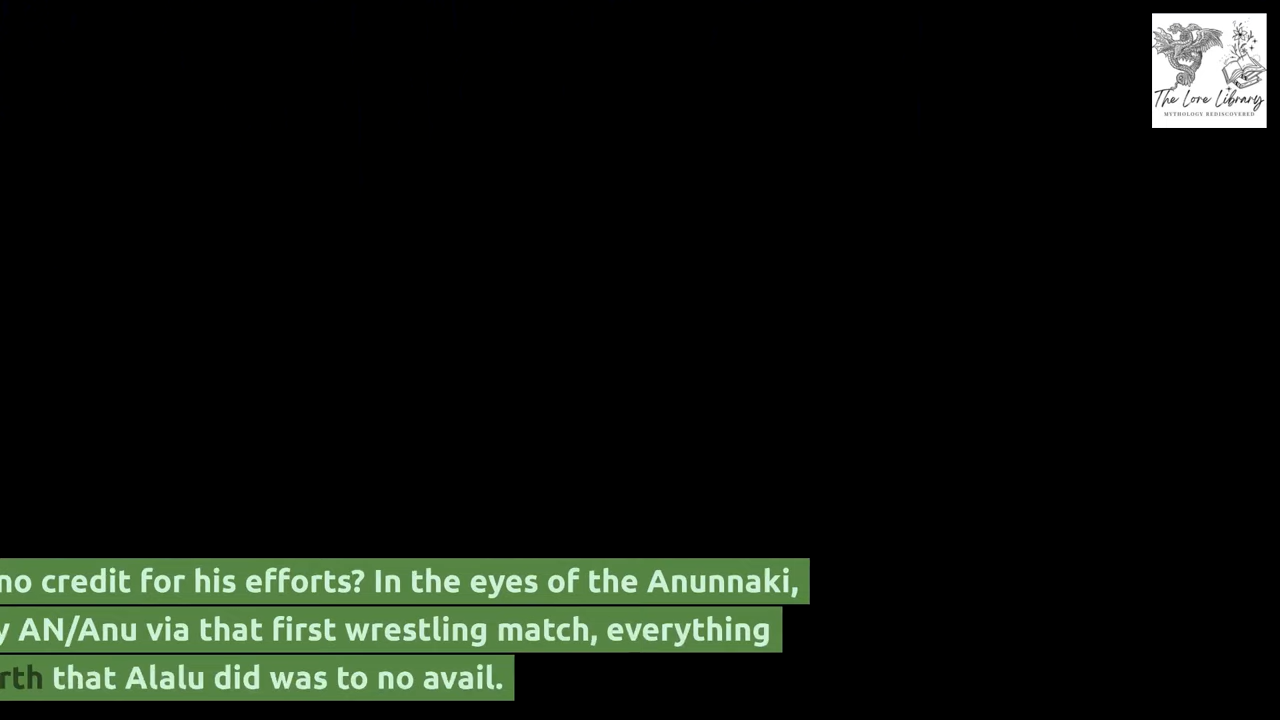 The Lore Library
MYTHOLOGY REDISCOVERED
no credit for his efforts? In the eyes of the Anunnaki,
AN/Anu via that first wrestling match, everything
that Alalu did was to no avail.